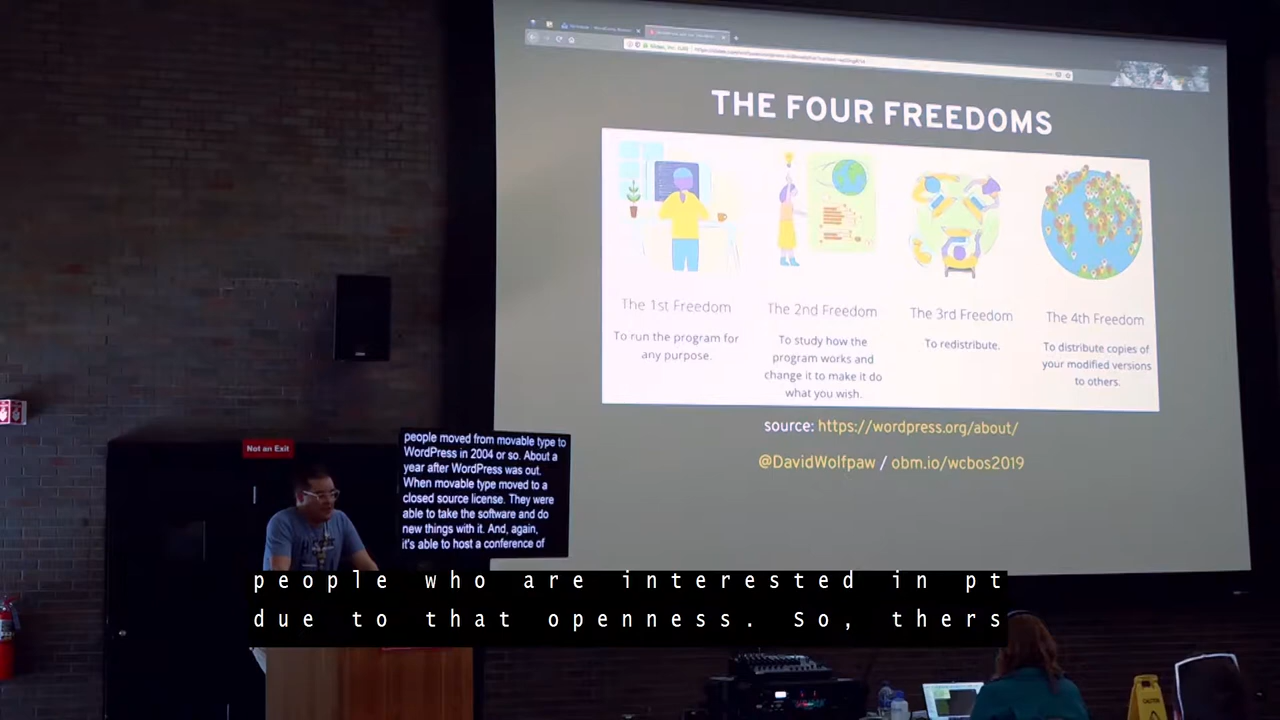 THE FOUR FREEDOMS
The 1st Freedom
To run the program for
any purpose.
The 2nd Freedom
To study how the
program works and
change it to make it do
what you wish.
The 3rd Freedom
To redistribute.
The 4th Freedom
To distribute copies of
your modified versions
to others.
source: https://wordpress.org/about/
@DavidWolfpaw / obm.io/wcbos2019
Not an Exit
people moved from movable type to
WordPress in 2004 or so. About a
year after WordPress was out.
When movable type moved to a
closed source license. They were
able to take the software and do
new things with it. And, again,
it's able to host a conference of
people who are interested in pt
due to that openness. So, thers
CAUTION